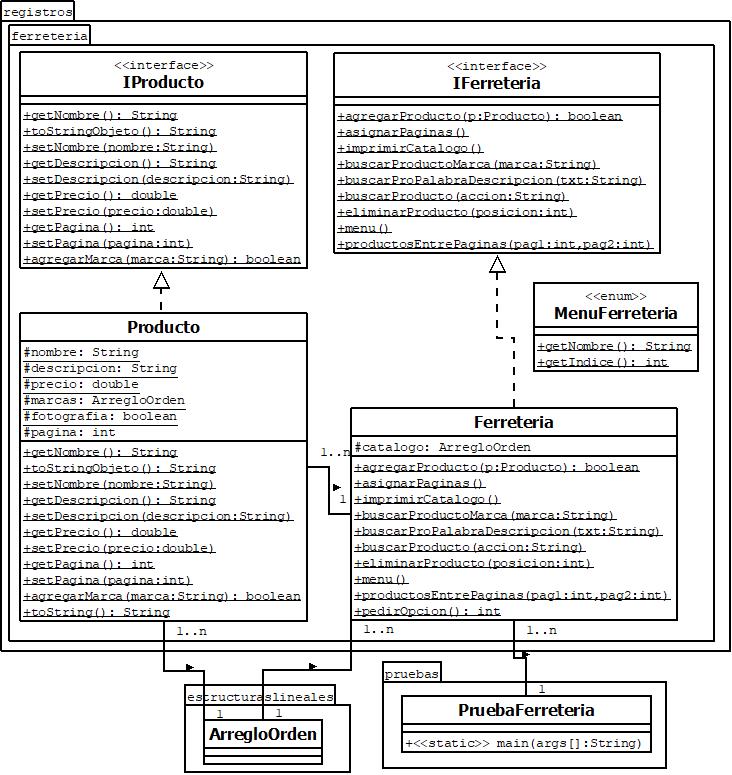 registros
ferreteria
<<interface>>
IProducto
+getNombre(): String
+toStringObjeto(): String
+setNombre(nombre:String)
+getDescripcion(): String
+setDescripcion(descripcion:String)
+getPrecio(): double
+setPrecio(precio:double)
+getPagina(): int
+setPagina(pagina:int)
+agregarMarca(marca:String): boolean
<<interface>>
IFerreteria
+agregarProducto(p:Producto): boolean
+asignarPaginas()
+imprimirCatalogo()
+buscarProductoMarca(marca:String)
+buscarProPalabraDescripcion(txt:String)
+buscarProducto(accion:String)
+eliminarProducto(posicion:int)
+menu()
+productosEntrePaginas(pag1:int,pag2:int)
<<enum>>
MenuFerreteria
+getNombre(): String
+getIndice(): int
Producto
#nombre: String
#descripcion: String
#precio: double
#marcas: ArregloOrden
#fotografia: boolean
#pagina: int
+getNombre(): String
+toStringObjeto(): String
+setNombre(nombre:String)
+getDescripcion(): String
+setDescripcion(descripcion:String)
+getPrecio(): double
+setPrecio(precio:double)
+getPagina(): int
+setPagina(pagina:int)
+agregarMarca(marca:String): boolean
+toString(): String
1..n
1
Ferreteria
#catalogo: ArregloOrden
+agregarProducto(p:Producto): boolean
+asignarPaginas()
+imprimirCatalogo()
+buscarProductoMarca(marca:String)
+buscarProPalabraDescripcion(txt:String)
+buscarProducto(accion:String)
+eliminarProducto(posicion:int)
+menu()
+productosEntrePaginas(pag1:int,pag2:int)
+pedirOpcion(): int
1..n
1..n
1..n
estructuraslineales
1
1
ArregloOrden
pruebas
1
PruebaFerreteria
+<<static>> main(args[]:String)